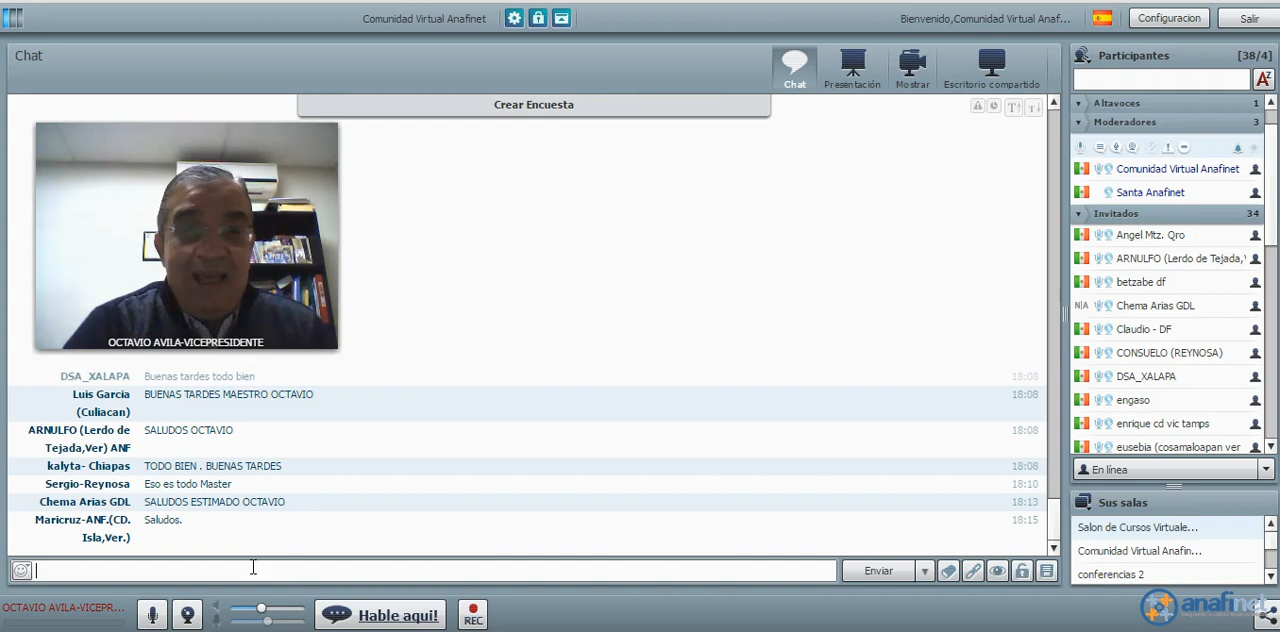 Comunidad Virtual Anafinet
Bienvenido,Comunidad Virtual Anaf...
Configuracion
Salir
Chat
Chat
Presentación
Mostrar
Escritorio compartido
Crear Encuesta
OCTAVIO AVILA-VICEPRESIDENTE
DSA_XALAPA Buenas tardes todo bien 18:08
Luis Garcia BUENAS TARDES MAESTRO OCTAVIO 18:08
(Culiacan)
ARNULFO (Lerdo de SALUDOS OCTAVIO 18:08
Tejada,Ver) ANF
kalyta- Chiapas TODO BIEN . BUENAS TARDES 18:08
Sergio-Reynosa Eso es todo Master 18:10
Chema Arias GDL SALUDOS ESTIMADO OCTAVIO 18:13
Maricruz-ANF.(CD. Saludos. 18:15
Isla,Ver.)
Enviar
OCTAVIO AVILA-VICEPR...
Hable aqui!
REC
Participantes [38/4]
AZ
Altavoces 1
Moderadores 3
Comunidad Virtual Anafinet
Santa Anafinet
Invitados 34
Angel Mtz. Qro
ARNULFO (Lerdo de Tejada,\
betzabe df
N/A Chema Arias GDL
Claudio - DF
CONSUELO (REYNOSA)
DSA_XALAPA
engaso
enrique cd vic tamps
eusebia (cosamaloapan ver
En línea
Sus salas
Salon de Cursos Virtuale...
Comunidad Virtual Anafin...
conferencias 2
anafinet